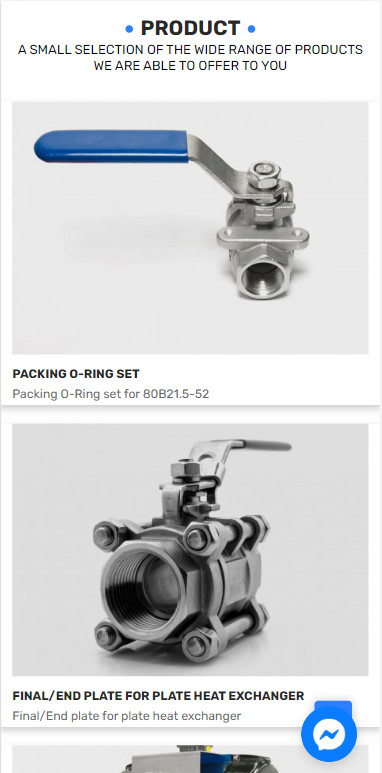 PRODUCT
A SMALL SELECTION OF THE WIDE RANGE OF PRODUCTS
WE ARE ABLE TO OFFER TO YOU
PACKING O-RING SET
Packing O-Ring set for 80B21.5-52
FINAL/END PLATE FOR PLATE HEAT EXCHANGER
Final/End plate for plate heat exchanger